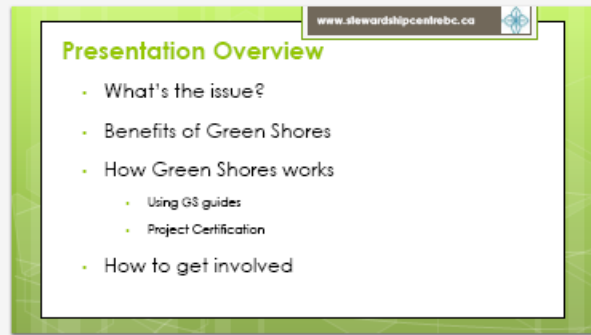 www.stewardshipcentrebc.ca
Presentation Overview
• What's the issue?
• Benefits of Green Shores
• How Green Shores works
• Using GS guides
• Project Certification
• How to get involved